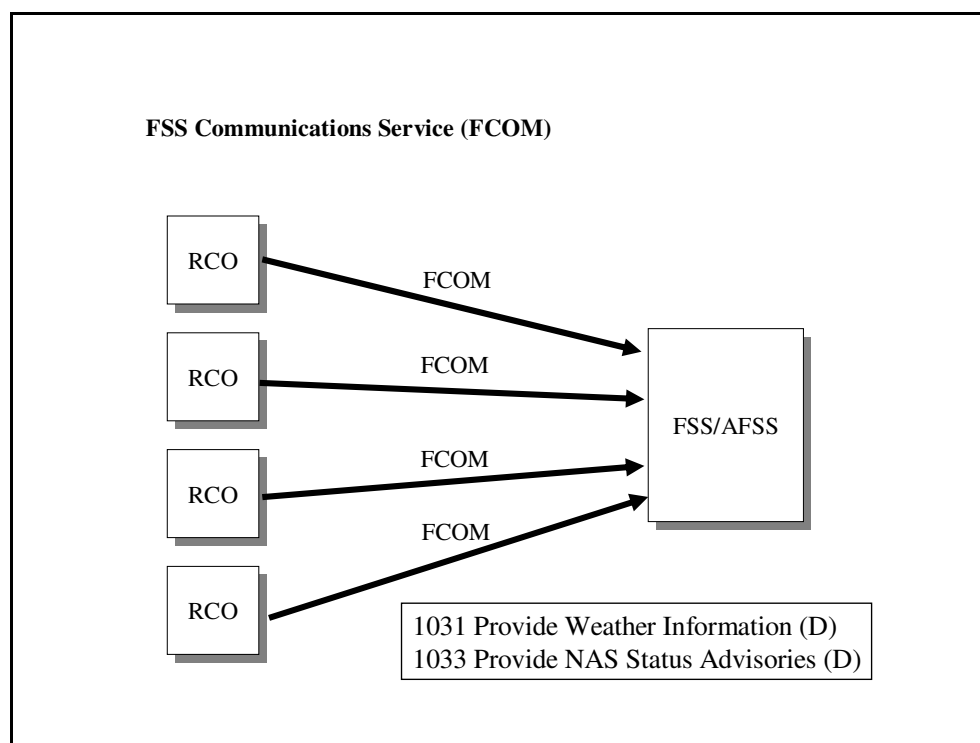 FSS Communications Service (FCOM)
RCO
FCOM
RCO
FCOM
FSS/AFSS
RCO
FCOM
RCO
FCOM
1031 Provide Weather Information (D)
1033 Provide NAS Status Advisories (D)